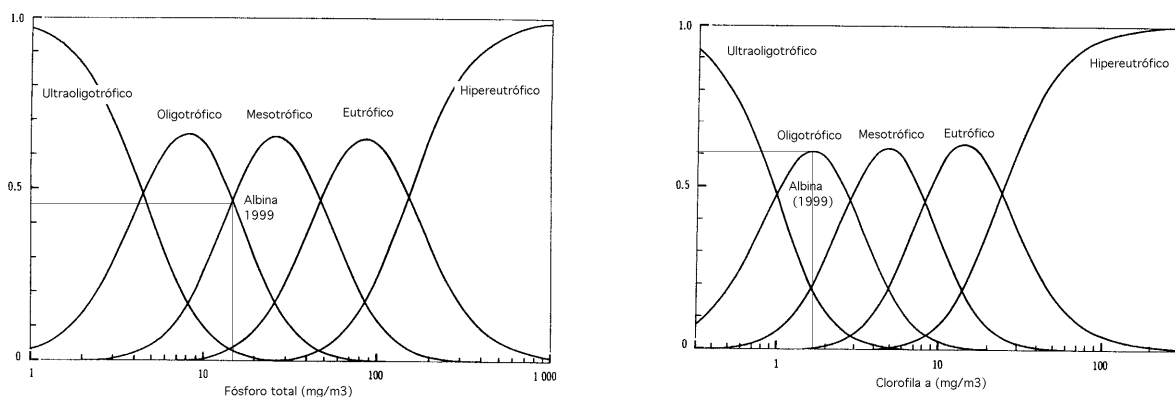 1.0
Ultraoligotrófico
Oligotrófico
Mesotrófico
Eutrófico
Hipereutrófico
0.5
Albina
1999
0
1
10
100
1 000
Fósforo total (mg/m3)
1.0
Ultraoligotrófico
Hipereutrófico
Oligotrófico
Mesotrófico
Eutrófico
0.5
Albina
(1999)
0
1
10
100
Clorofila a (mg/m3)